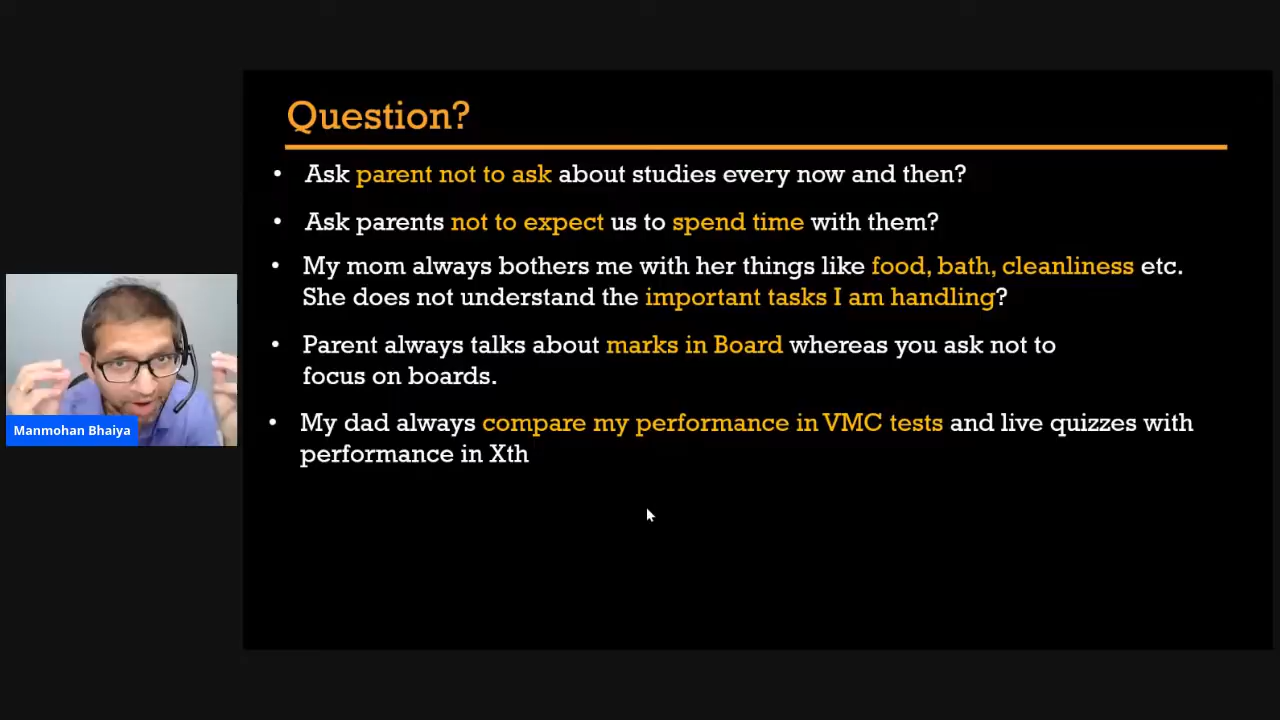 Question?
• Ask parent not to ask about studies every now and then?
• Ask parents not to expect us to spend time with them?
• My mom always bothers me with her things like food, bath, cleanliness etc.
She does not understand the important tasks I am handling?
• Parent always talks about marks in Board whereas you ask not to
focus on boards.
• My dad always compare my performance in VMC tests and live quizzes with
performance in Xth
Manmohan Bhaiya